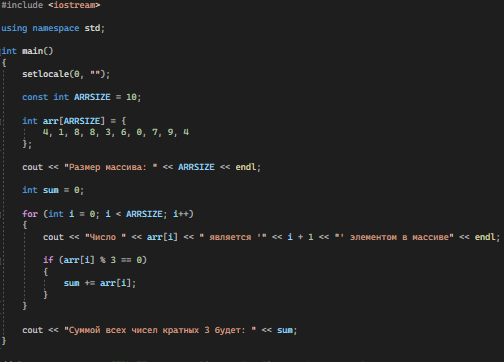 #include <iostream>
using namespace std;
int main()
{
setlocale(0, "");
const int ARRSIZE = 10;
int arr[ARRSIZE] = {
4, 1, 8, 8, 3, 6, 0, 7, 9, 4
};
cout << "Размер массива: " << ARRSIZE << endl;
int sum = 0;
for (int i = 0; i < ARRSIZE; i++)
{
cout << "Число " << arr[i] << " является '" << i + 1 << "' элементом в массиве" << endl;
if (arr[i] % 3 == 0)
{
sum += arr[i];
}
}
cout << "Суммой всех чисел кратных 3 будет: " << sum;
}